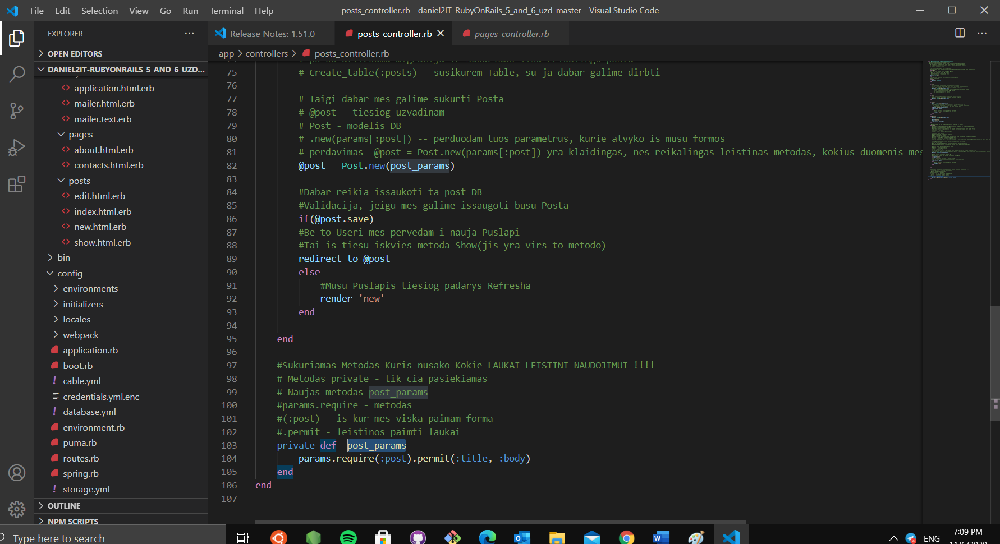 File Edit Selection View Go Run Terminal Help
posts_controller.rb - daniel2IT-RubyOnRails_5_and_6_uzd-master - Visual Studio Code
EXPLORER
OPEN EDITORS
DANIEL2IT-RUBYONRAILS_5_AND_6_UZD...
application.html.erb
mailer.html.erb
mailer.text.erb
pages
about.html.erb
contacts.html.erb
posts
edit.html.erb
index.html.erb
new.html.erb
show.html.erb
bin
config
environments
initializers
locales
webpack
application.rb
boot.rb
cable.yml
credentials.yml.enc
database.yml
environment.rb
puma.rb
routes.rb
spring.rb
storage.yml
OUTLINE
NPM SCRIPTS
Release Notes: 1.51.0
posts_controller.rb
pages_controller.rb
app > controllers > posts_controller.rb
75 # Create_table(:posts) - susikurem Table, su ja dabar galime dirbti
76
77 # Taigi dabar mes galime sukurti Posta
78 # @post - tiesiog uzvadinam
79 # Post - modelis DB
80 # .new(params[:post]) -- perduodam tuos parametrus, kurie atvyko is musu formos
81 # perdavimas  @post = Post.new(params[:post]) yra klaidingas, nes reikalingas leistinas metodas, kokius duomenis mes
82 @post = Post.new(post_params)
83
84 #Dabar reikia issaukoti ta post DB
85 #Validacija, jeigu mes galime issaugoti busu Posta
86 if(@post.save)
87 #Be to Useri mes pervedam i nauja Puslapi
88 #Tai is tiesu iskvies metoda Show(jis yra virs to metodo)
89 redirect_to @post
90 else
91 #Musu Puslapis tiesiog padarys Refresha
92 render 'new'
93 end
94
95 end
96
97 #Sukuriamas Metodas Kuris nusako Kokie LAUKAI LEISTINI NAUDOJIMUI !!!!
98 # Metodas private - tik cia pasiekiamas
99 # Naujas metodas post_params
100 #params.require - metodas
101 #(:post) - is kur mes viska paimam forma
102 #.permit - leistinos paimti laukai
103 private def  post_params
104 params.require(:post).permit(:title, :body)
105 end
106 end
107
Type here to search
ENG
7:09 PM